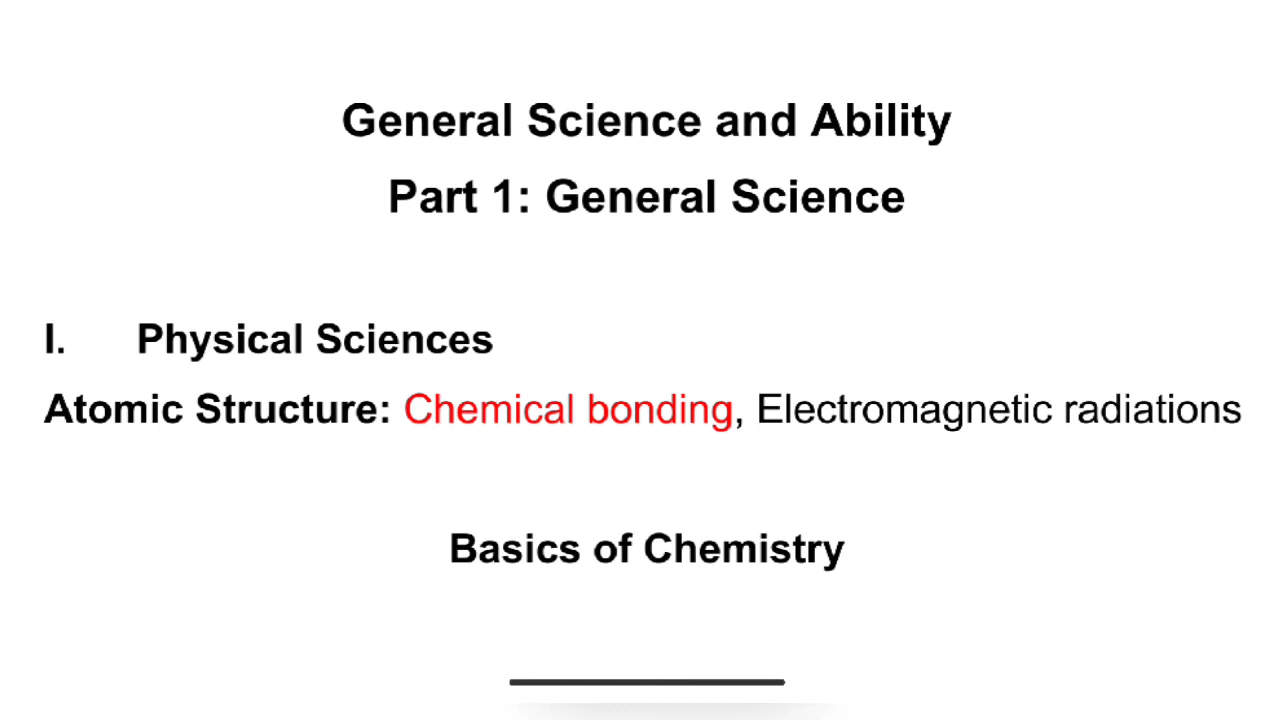 General Science and Ability
Part 1: General Science
I. Physical Sciences
Atomic Structure: Chemical bonding, Electromagnetic radiations
Basics of Chemistry